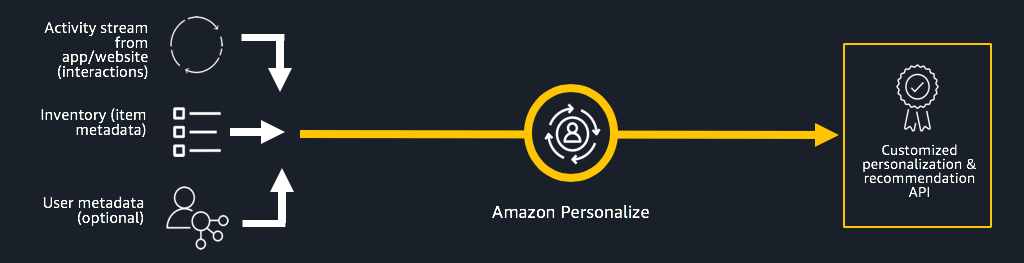 Activity stream
from
app/website
(interactions)
Inventory (item
metadata)
User metadata
(optional)
Amazon Personalize
Customized
personalization &
recommendation
API